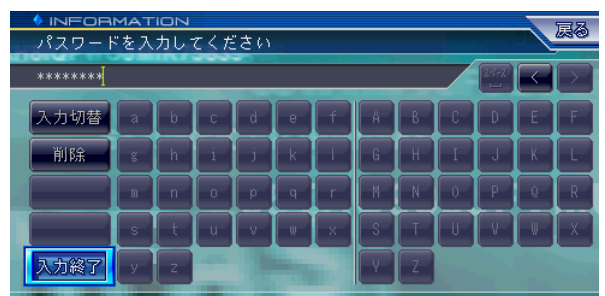 INFORMATION
戻る
パスワードを入力してください
********
スペース < >
入力切替 a b c d e f A B C D E F
削除 g h i j k l G H I J K L
m n o p q r M N O P Q R
s t u v w x S T U V W X
入力終了 y z Y Z